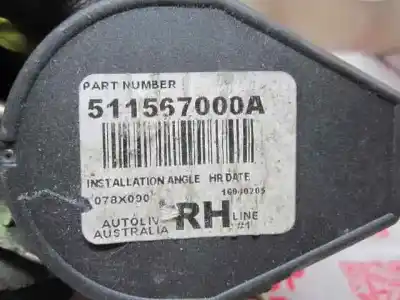 PART NUMBER
511567000A
INSTALLATION ANGLE HR DATE
078X090
AUTOLIV RH LINE
AUSTRALIA #1